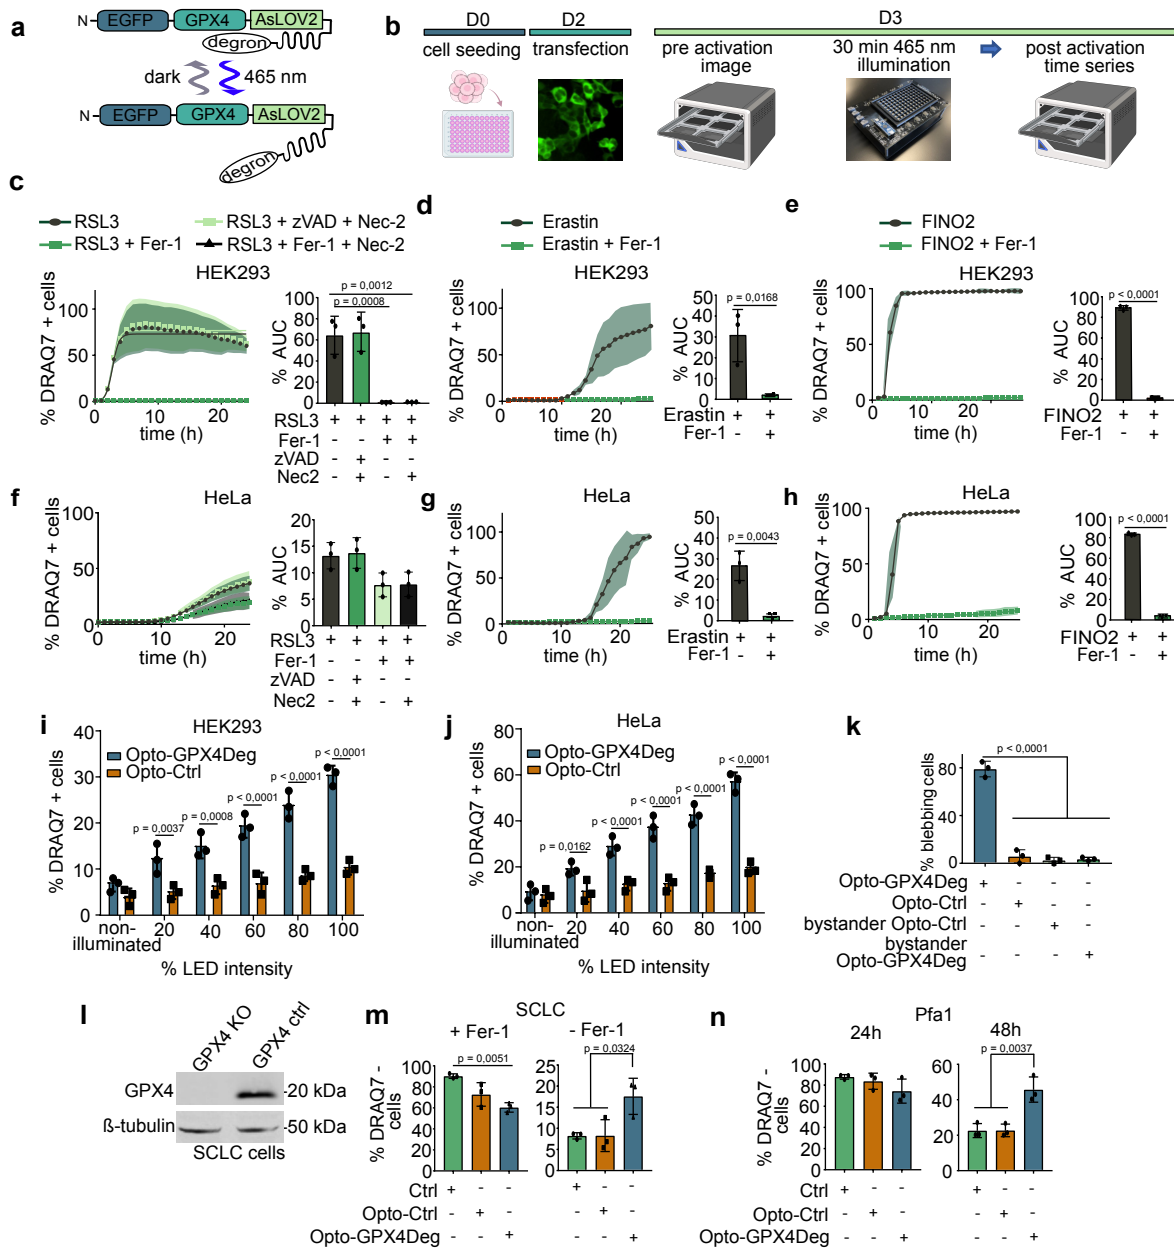 a
N-
EGFP
GPX4
AsLOV2
degron
dark
465 nm
N-
EGFP
GPX4
AsLOV2
degron
b
D0
D2
D3
cell seeding
transfection
pre activation
image
30 min 465 nm
illumination
post activation
time series
c
RSL3
RSL3 + zVAD + Nec-2
RSL3 + Fer-1
RSL3 + Fer-1 + Nec-2
HEK293
% DRAQ7 + cells
100
50
0
0
10
20
time (h)
% AUC
100
80
60
40
20
0
p = 0,0012
p = 0,0008
RSL3 + + + +
Fer-1 - - + +
zVAD - + - -
Nec2 - + - +
d
Erastin
Erastin + Fer-1
HEK293
% DRAQ7 + cells
100
50
0
0
10
20
time (h)
% AUC
50
40
30
20
10
0
p = 0,0168
Erastin + +
Fer-1 - +
e
FINO2
FINO2 + Fer-1
HEK293
% DRAQ7 + cells
100
50
0
10
20
time (h)
% AUC
100
90
80
70
60
50
40
30
20
10
0
p < 0,0001
FINO2 + +
Fer-1 - +
f
HeLa
% DRAQ7 + cells
100
50
0
0
10
20
time (h)
% AUC
20
15
10
5
0
RSL3 + + + +
Fer-1 - - + +
zVAD - + - -
Nec2 - + - +
g
HeLa
% DRAQ7 + cells
100
50
0
0
10
20
time (h)
% AUC
50
40
30
20
10
0
p = 0,0043
Erastin + +
Fer-1 - +
h
HeLa
% DRAQ7 + cells
100
50
0
10
20
time (h)
% AUC
100
80
60
40
20
0
p < 0,0001
FINO2 + +
Fer-1 - +
i
HEK293
% DRAQ7 + cells
40
30
20
10
0
Opto-GPX4Deg
Opto-Ctrl
p = 0,0037
p = 0,0008
p < 0,0001
p < 0,0001
p < 0,0001
non-
illuminated
20
40
60
80
100
% LED intensity
j
HeLa
% DRAQ7 + cells
80
60
40
20
0
Opto-GPX4Deg
Opto-Ctrl
p = 0,0162
p < 0,0001
p < 0,0001
p < 0,0001
p < 0,0001
non-
illuminated
20
40
60
80
100
% LED intensity
k
% blebbing cells
80
40
0
p < 0,0001
Opto-GPX4Deg + - - -
Opto-Ctrl - + - -
bystander Opto-Ctrl - - + -
bystander
Opto-GPX4Deg - - - +
l
GPX4 KO
GPX4 ctrl
GPX4
-20 kDa
ß-tubulin
-50 kDa
SCLC cells
m
SCLC
+ Fer-1
- Fer-1
% DRAQ7 -
cells
100
80
60
40
20
0
p = 0,0051
25
20
15
10
5
0
p = 0,0324
Ctrl + - - + - -
Opto-Ctrl - + - - + -
Opto-GPX4Deg - - + - - +
n
Pfa1
24h
48h
% DRAQ7 -
cells
100
80
60
40
20
0
60
40
20
0
p = 0,0037
Ctrl + - - + - -
Opto-Ctrl - + - - + -
Opto-GPX4Deg - - + - - +